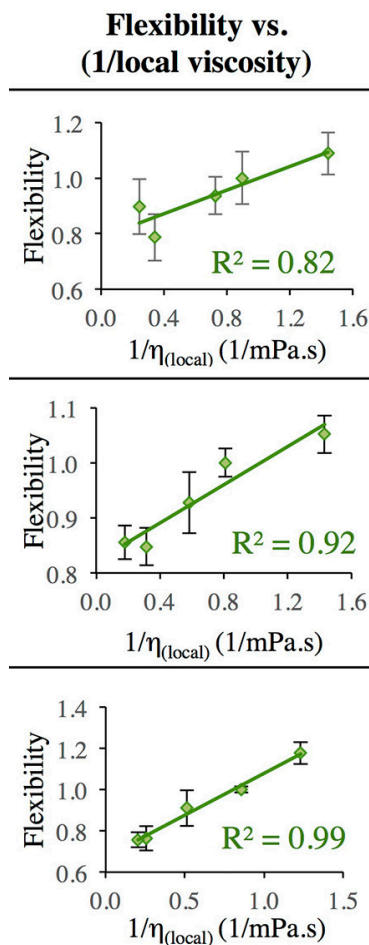 Flexibility vs.
(1/local viscosity)
Flexibility
1.2
1.0
0.8
0.6
R² = 0.82
0.0 0.4 0.8 1.2 1.6
1/η(local) (1/mPa.s)
Flexibility
1.1
1.0
0.9
0.8
R² = 0.92
0.0 0.4 0.8 1.2 1.6
1/η(local) (1/mPa.s)
Flexibility
1.4
1.2
1.0
0.8
0.6
R² = 0.99
0.0 0.5 1.0 1.5
1/η(local) (1/mPa.s)